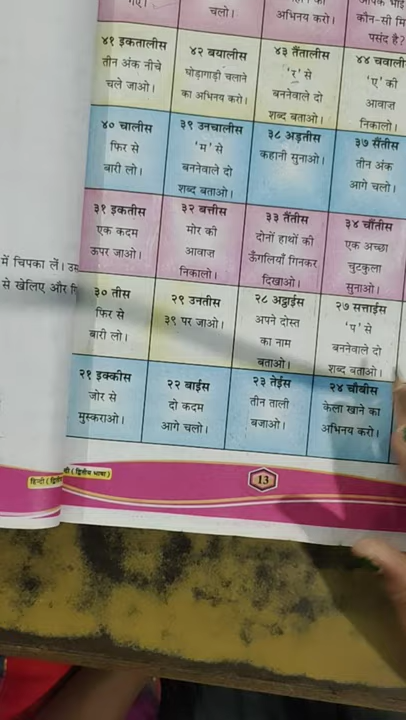 चलो।
अभिनय करो।
कौन-सी मि
पसंद है?
४१ इकतालीस
तीन अंक नीचे
चले जाओ।
४२ बयालीस
घोड़ागाड़ी चलाने
का अभिनय करो।
४३ तैंतालीस
'र' से
बननेवाले दो
शब्द बताओ।
४४ चवाली
'ए' की
आवाज
निकालो।
४० चालीस
फिर से
बारी लो।
३९ उनचालीस
'म' से
बननेवाले दो
शब्द बताओ।
३८ अड़तीस
कहानी सुनाओ।
३७ सैंतीस
तीन अंक
आगे चलो।
३१ इकतीस
एक कदम
ऊपर जाओ।
३२ बत्तीस
मोर की
आवाज
निकालो।
३३ तैंतीस
दोनों हाथों की
ऊँगलियाँ गिनकर
दिखाओ।
३४ चौंतीस
एक अच्छा
चुटकुला
सुनाओ।
में चिपका लें।
से खेलिए और
३० तीस
फिर से
बारी लो।
२९ उनतीस
३९ पर जाओ।
२८ अट्ठाईस
अपने दोस्त
का नाम
बताओ।
२७ सत्ताईस
'प' से
बननेवाले दो
शब्द बताओ।
२१ इक्कीस
जोर से
मुस्कराओ।
२२ बाईस
दो कदम
आगे चलो।
२३ तेईस
तीन ताली
बजाओ।
२४ चौबीस
केला खाने का
अभिनय करो।
हिन्दी (द्वितीय
दी (द्वितीय भाषा)
13